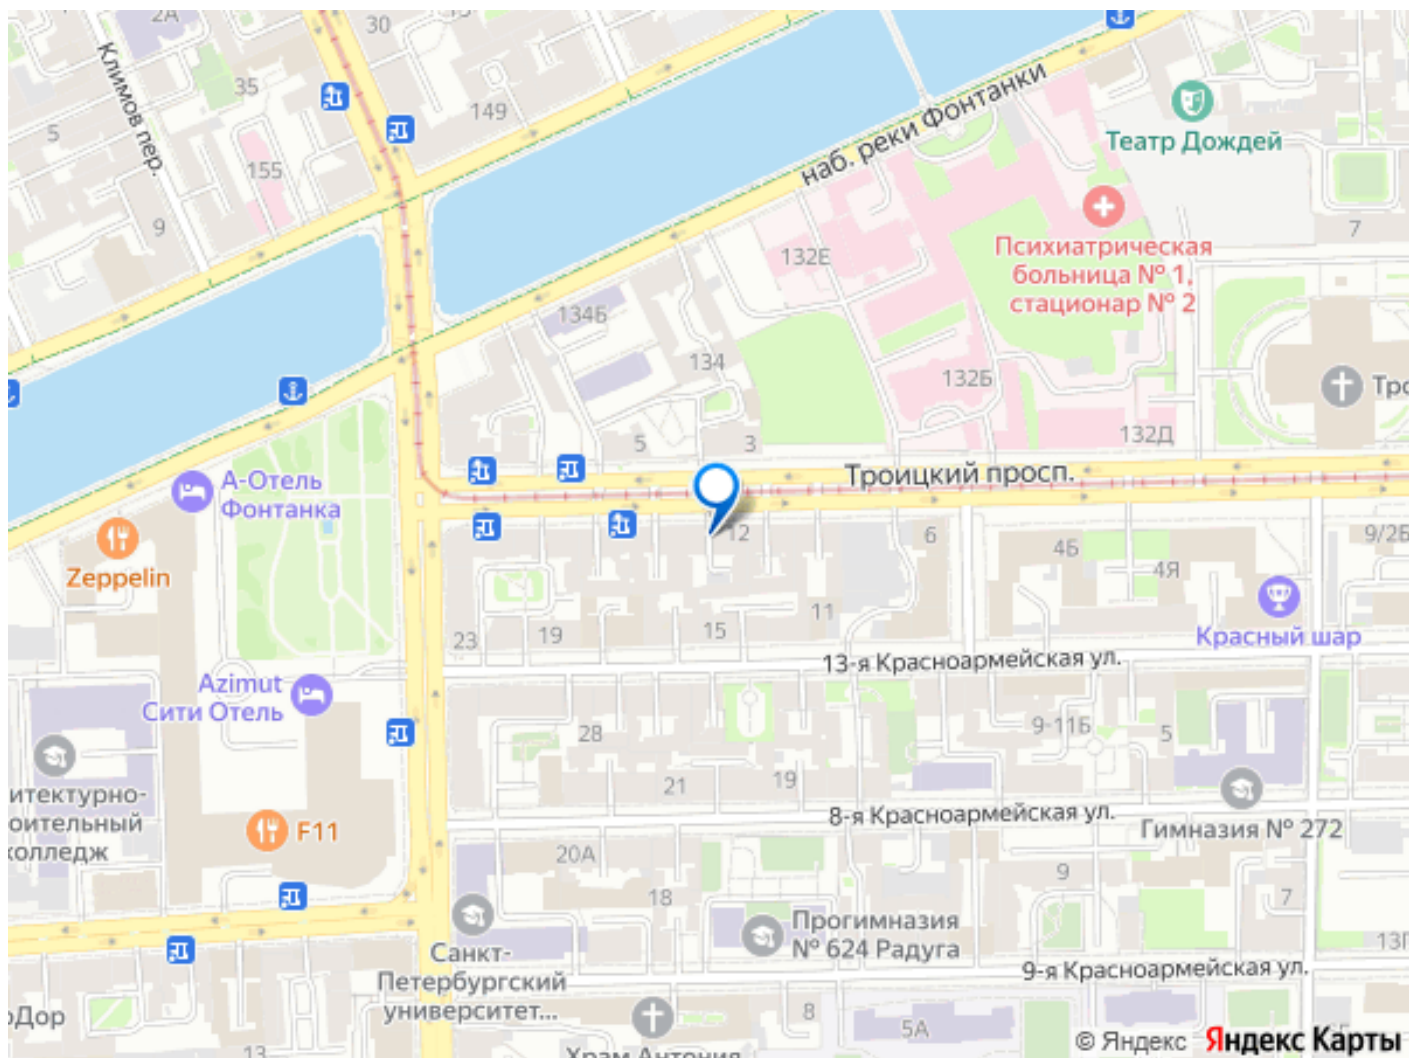 2А
15
30
Климов пер.
35
149
5
155
9
наб. реки Фонтанки
Театр Дождей
7
132Е
Психиатрическая
больница № 1,
стационар № 2
134Б
134
132Б
132Д
5
3
Троицкий просп.
А-Отель
Фонтанка
Zeppelin
12
6
4Б
4Я
9/2Б
11
15
19
23
Красный шар
13-я Красноармейская ул.
Azimut
Сити Отель
28
9-11Б
5
21
19
8-я Красноармейская ул.
Гимназия № 272
F11
колледж
20А
18
9
7
Прогимназия
№ 624 Радуга
Санкт-
Петербургский
университет...
9-я Красноармейская ул.
8
5А
13
Храм Антония
© Яндекс Яндекс Карты